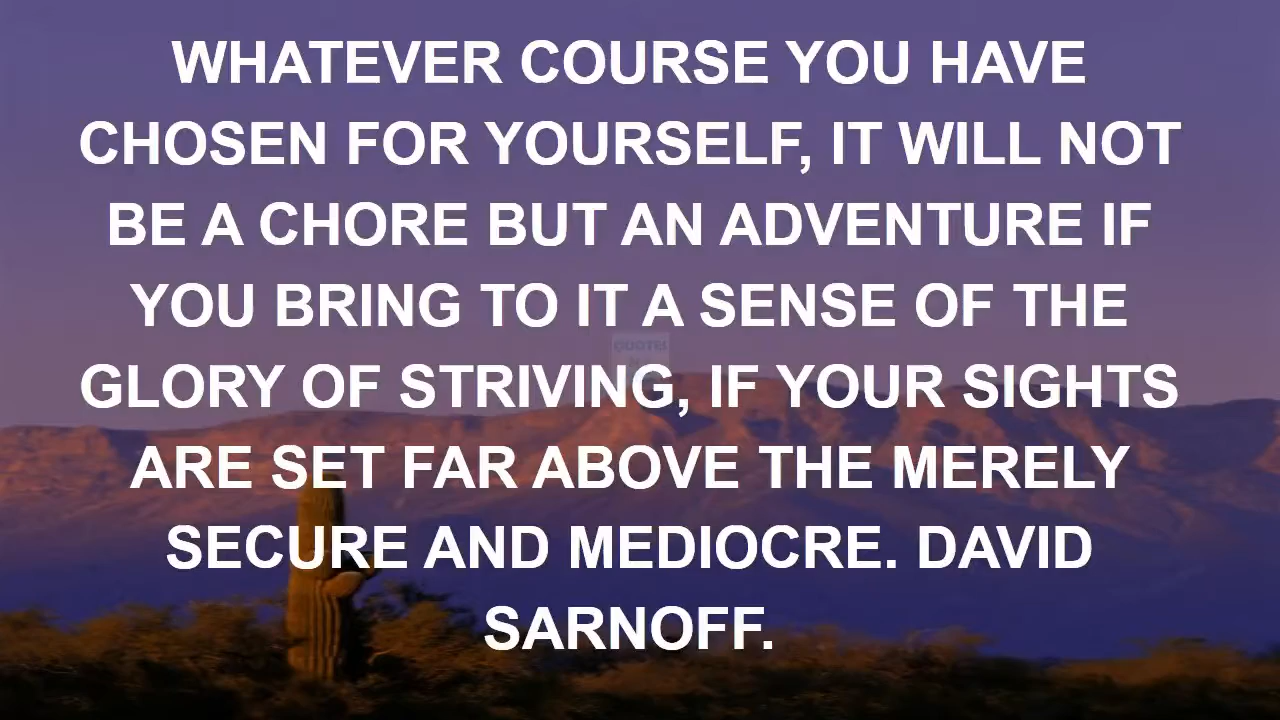 WHATEVER COURSE YOU HAVE
CHOSEN FOR YOURSELF, IT WILL NOT
BE A CHORE BUT AN ADVENTURE IF
YOU BRING TO IT A SENSE OF THE
QUOTES
GLORY OF STRIVING, IF YOUR SIGHTS
ARE SET FAR ABOVE THE MERELY
SECURE AND MEDIOCRE. DAVID
SARNOFF.